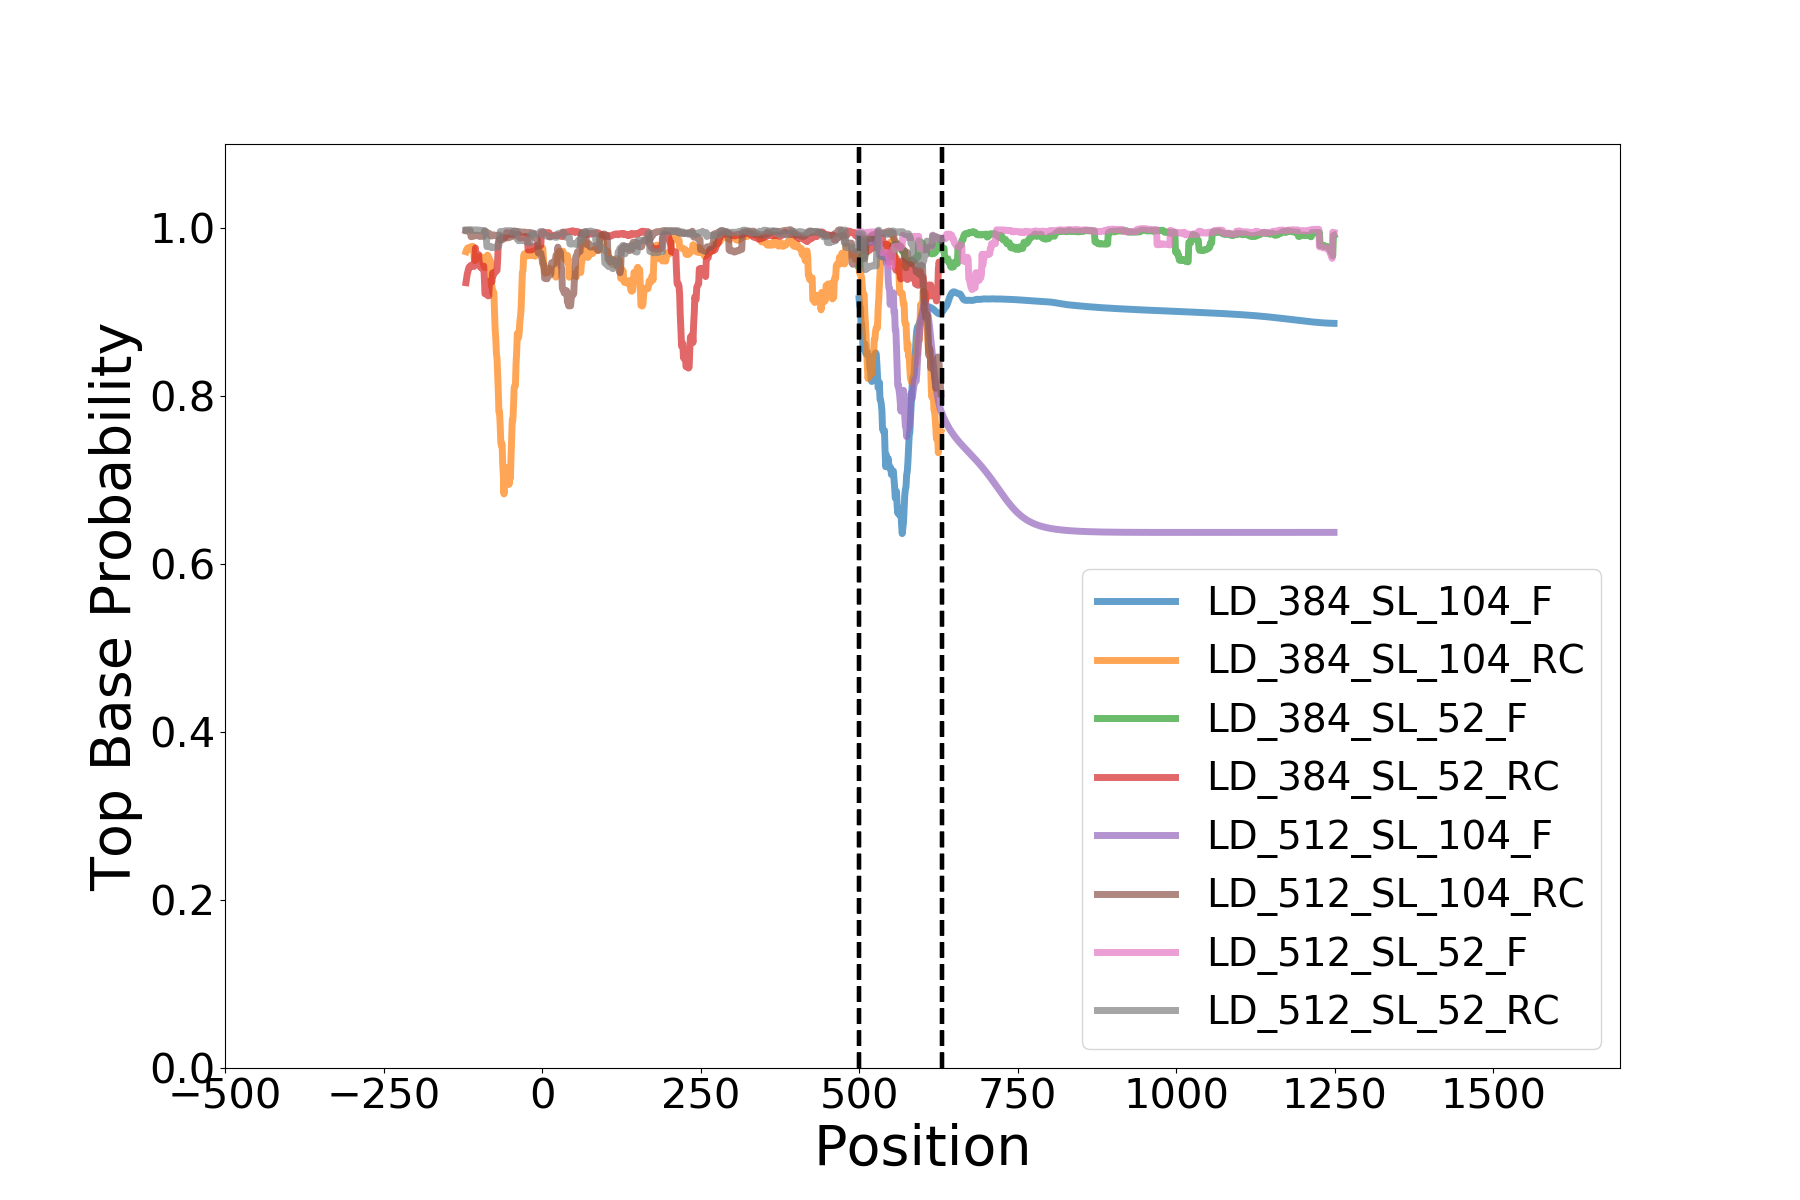 Top Base Probability
1.0
0.8
0.6
0.4
0.2
0.0
−500
−250
0
250
500
750
1000
1250
1500
Position
LD_384_SL_104_F
LD_384_SL_104_RC
LD_384_SL_52_F
LD_384_SL_52_RC
LD_512_SL_104_F
LD_512_SL_104_RC
LD_512_SL_52_F
LD_512_SL_52_RC